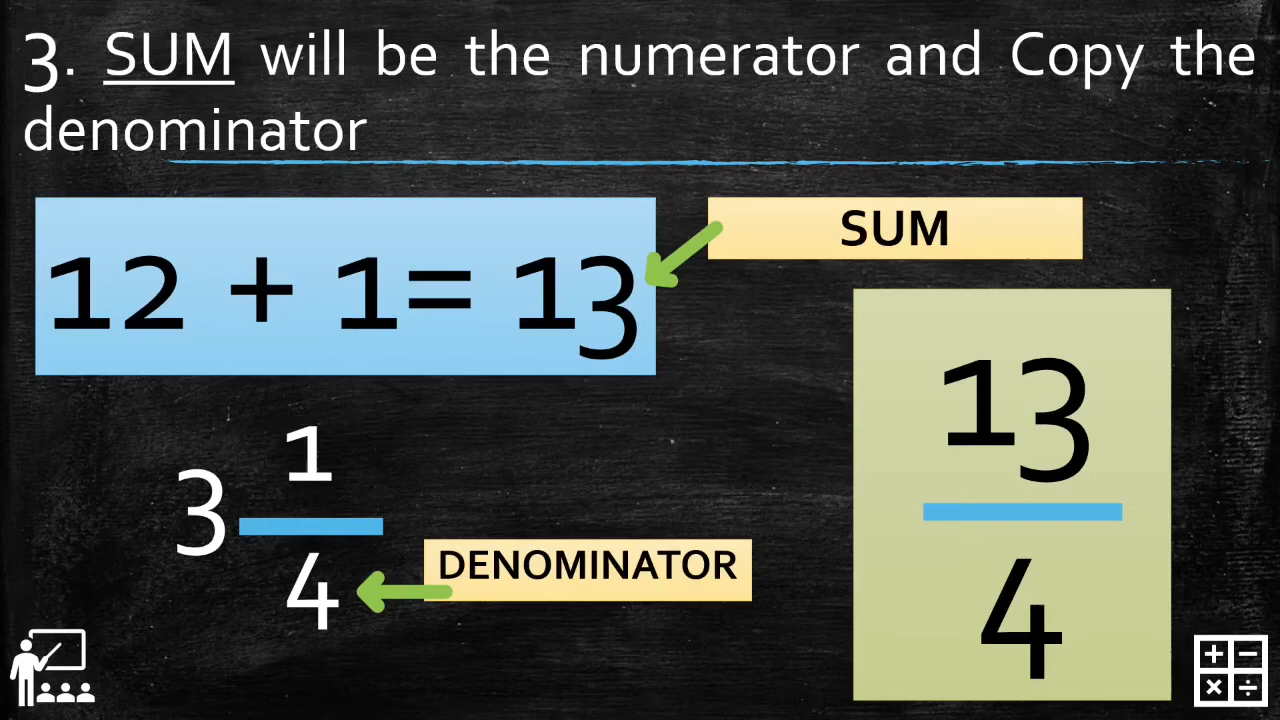 3. SUM will be the numerator and Copy the
denominator
12 + 1= 13
SUM
3 1
4
DENOMINATOR
13
4
+ −
× ÷